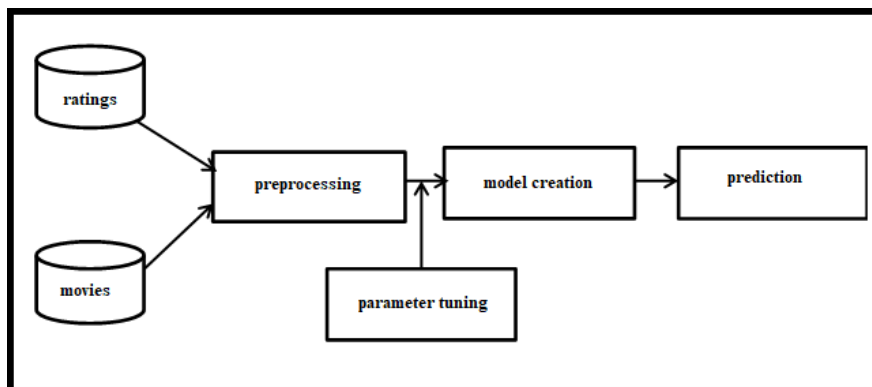 ratings
preprocessing
model creation
prediction
movies
parameter tuning